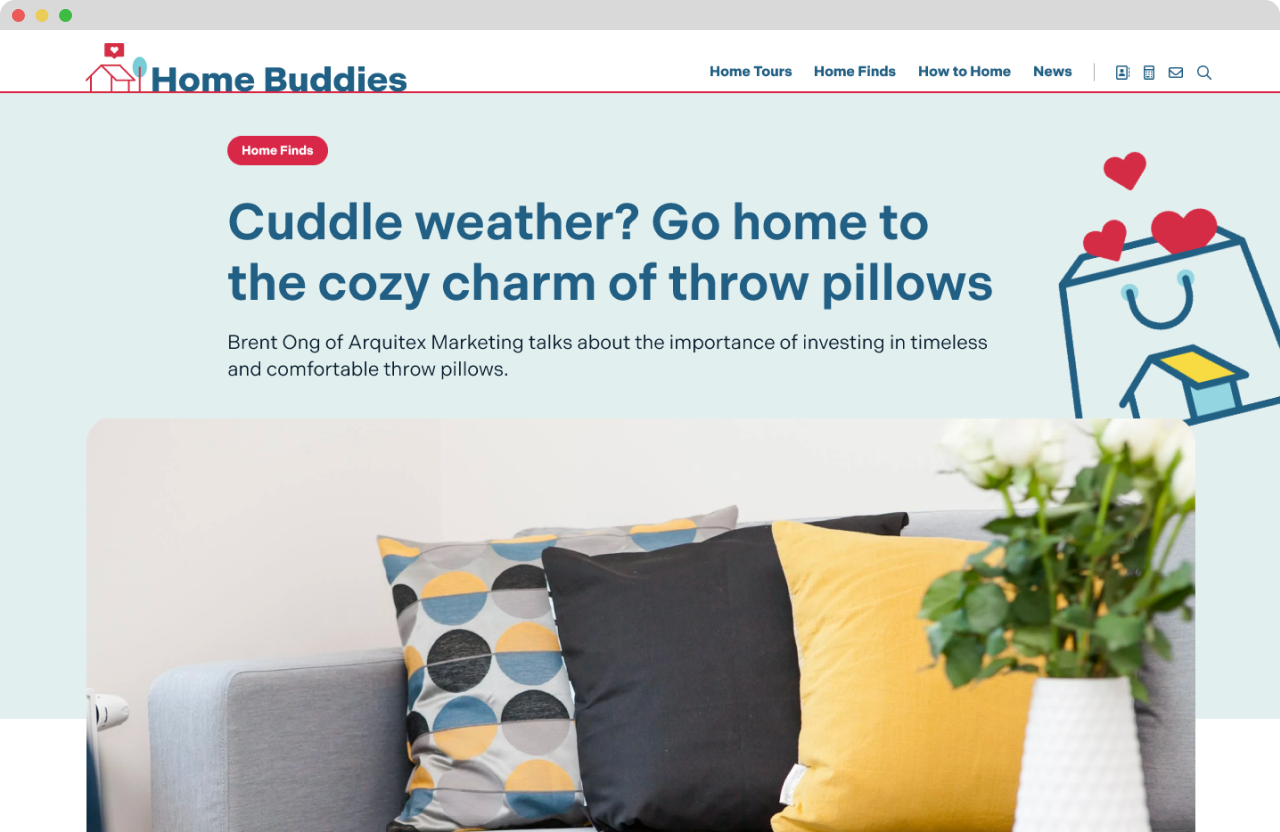 Home Buddies
Home Tours
Home Finds
How to Home
News
Home Finds
Cuddle weather? Go home to
the cozy charm of throw pillows
Brent Ong of Arquitex Marketing talks about the importance of investing in timeless
and comfortable throw pillows.